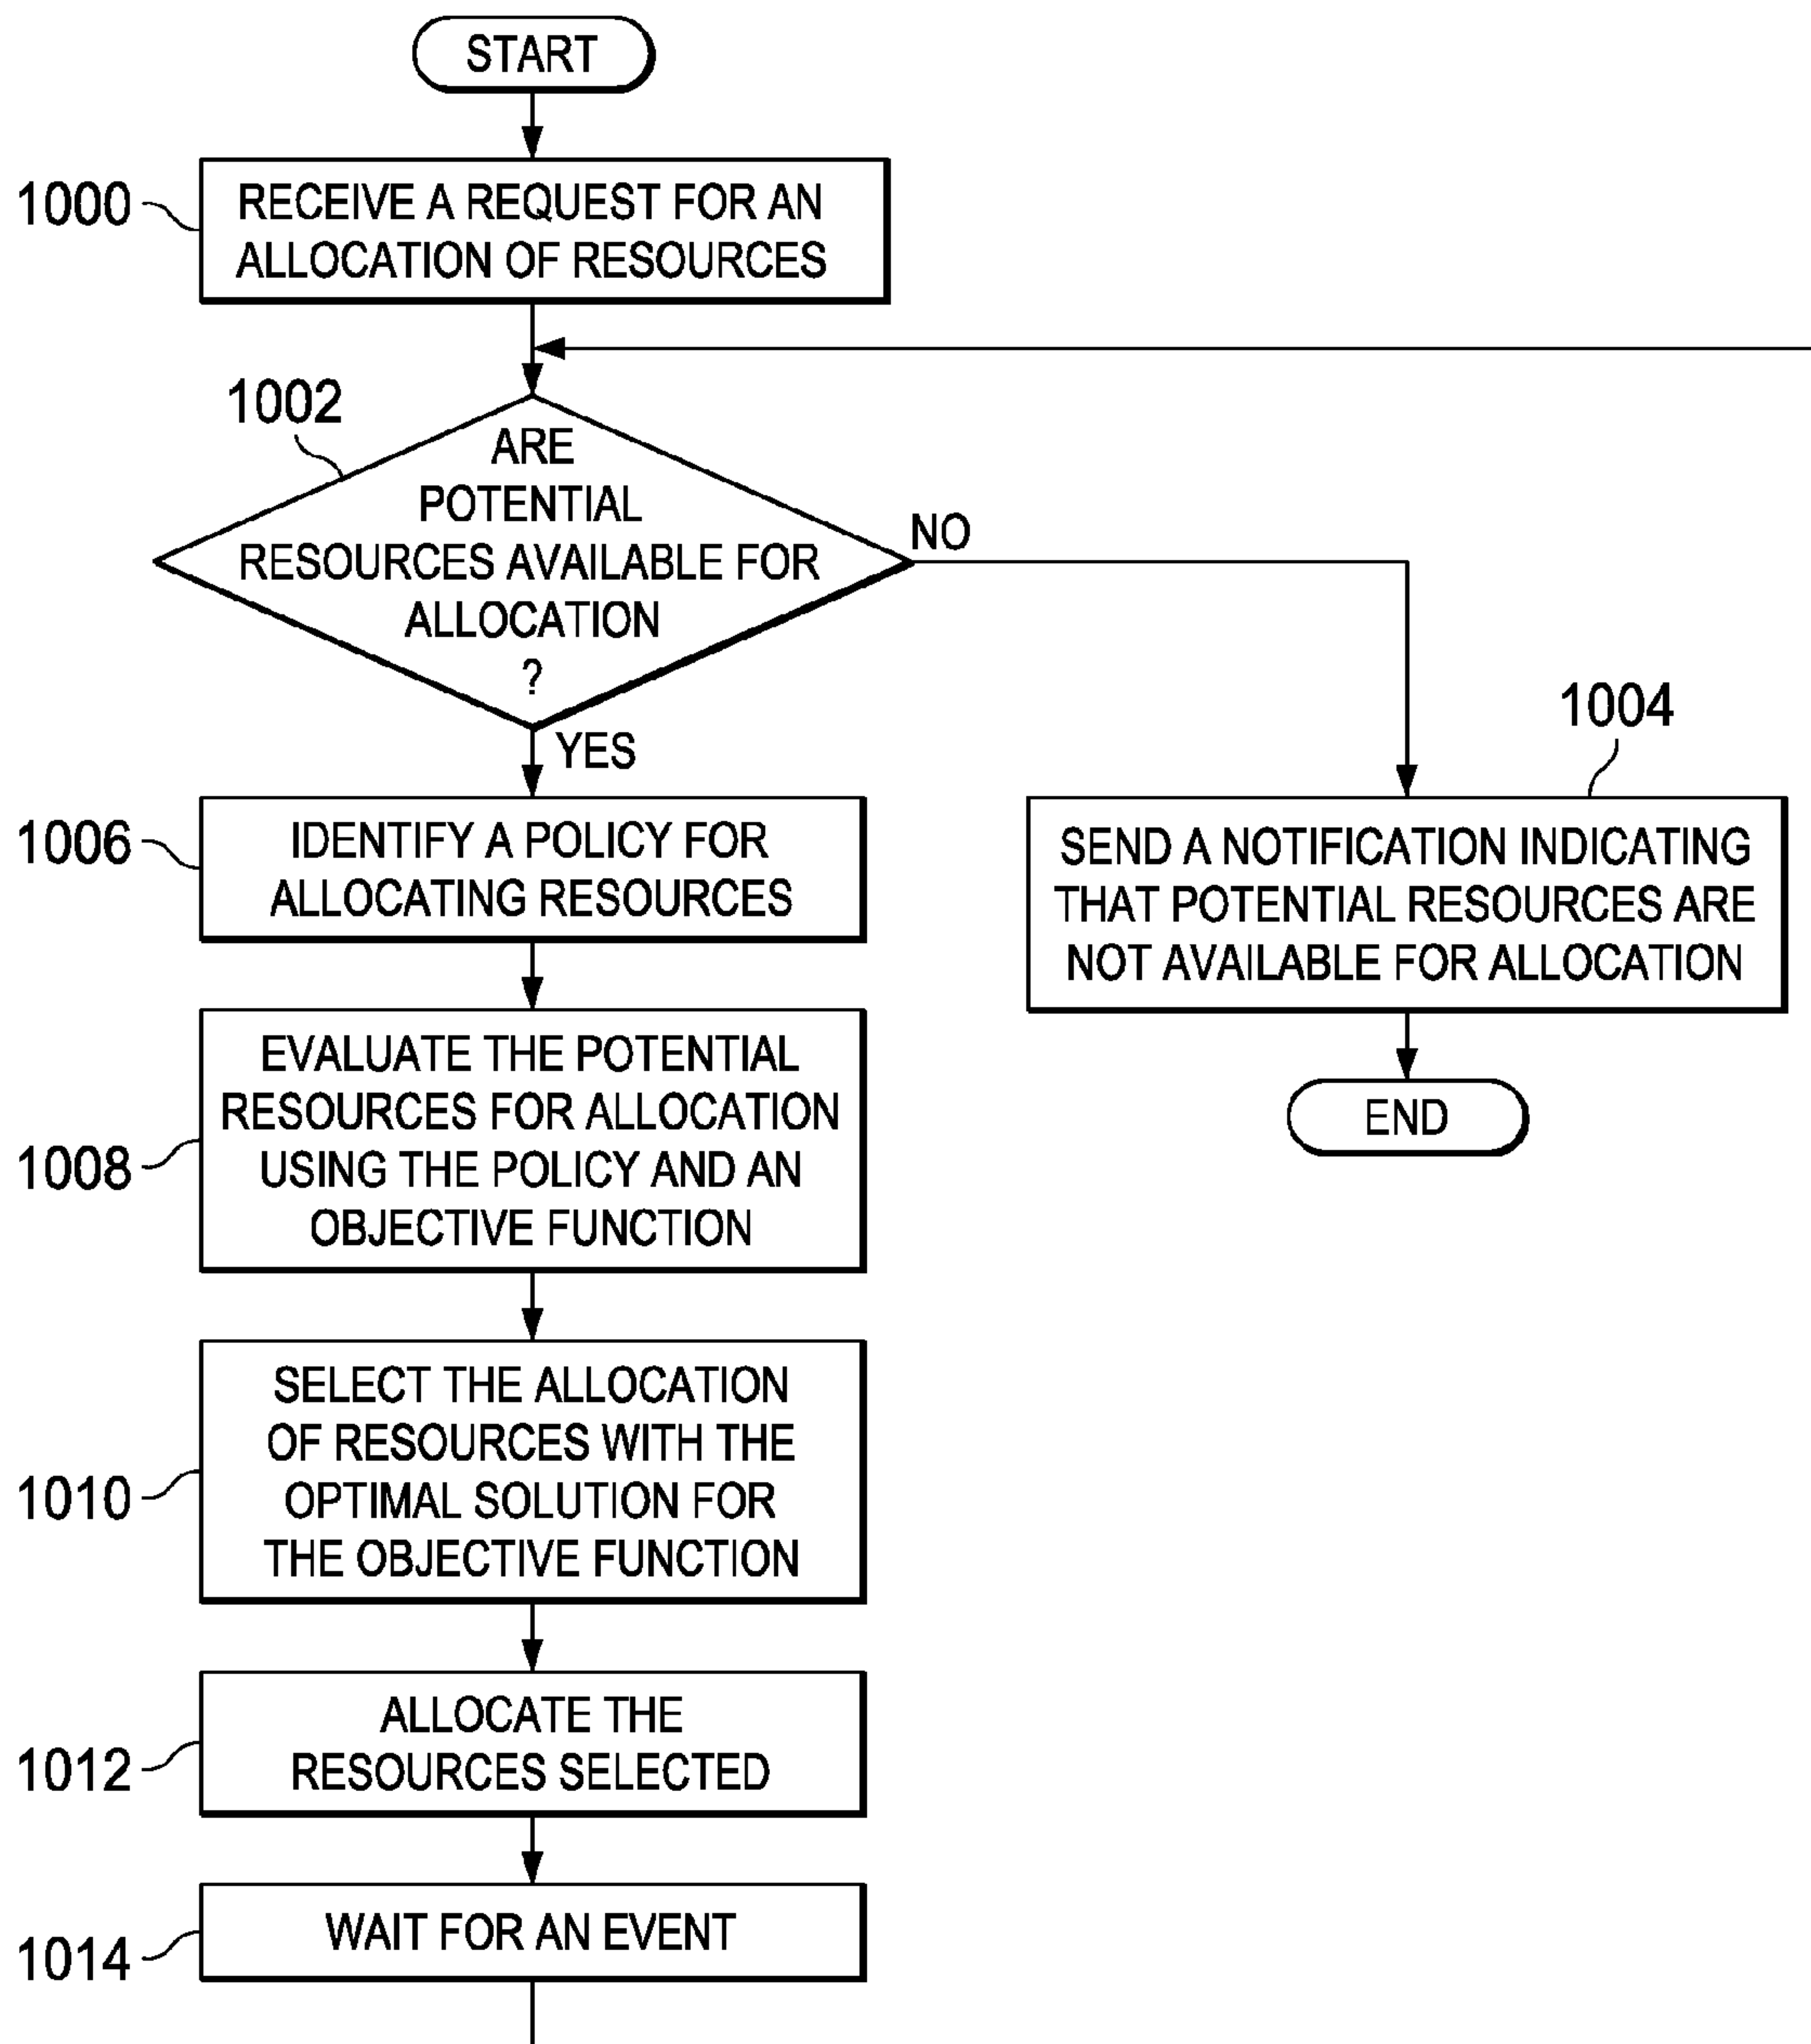 START
1000
RECEIVE A REQUEST FOR AN
ALLOCATION OF RESOURCES
1002
ARE
POTENTIAL
RESOURCES AVAILABLE FOR
ALLOCATION
?
NO
YES
1004
SEND A NOTIFICATION INDICATING
THAT POTENTIAL RESOURCES ARE
NOT AVAILABLE FOR ALLOCATION
END
1006
IDENTIFY A POLICY FOR
ALLOCATING RESOURCES
1008
EVALUATE THE POTENTIAL
RESOURCES FOR ALLOCATION
USING THE POLICY AND AN
OBJECTIVE FUNCTION
1010
SELECT THE ALLOCATION
OF RESOURCES WITH THE
OPTIMAL SOLUTION FOR
THE OBJECTIVE FUNCTION
1012
ALLOCATE THE
RESOURCES SELECTED
1014
WAIT FOR AN EVENT